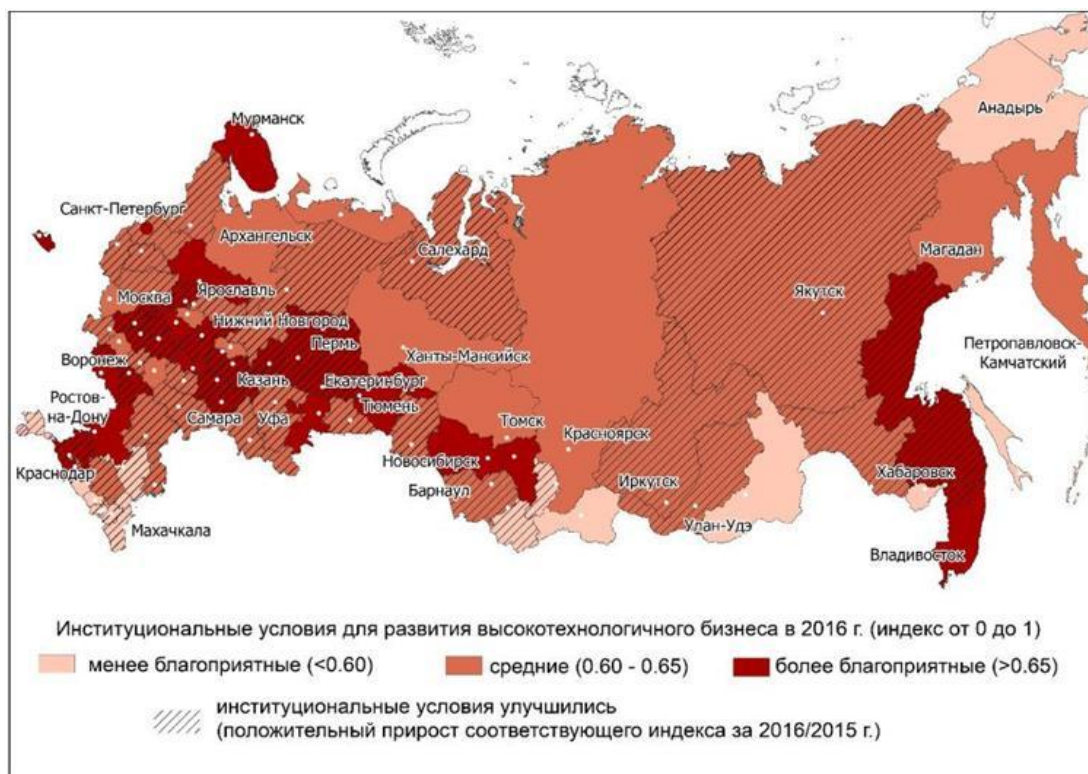 Мурманск
Анадырь
Санкт-Петербург
Архангельск
Салехард
Магадан
Москва
Ярославль
Якутск
Нижний Новгород
Петропавловск-
Камчатский
Воронеж
Пермь
Ханты-Мансийск
Казань
Екатеринбург
Ростов-
на-Дону
Самара
Уфа
Тюмень
Томск
Красноярск
Краснодар
Новосибирск
Хабаровск
Барнаул
Иркутск
Махачкала
Улан-Удэ
Владивосток
Институциональные условия для развития высокотехнологичного бизнеса в 2016 г. (индекс от 0 до 1)
менее благоприятные (<0.60)
средние (0.60 - 0.65)
более благоприятные (>0.65)
институциональные условия улучшились
(положительный прирост соответствующего индекса за 2016/2015 г.)